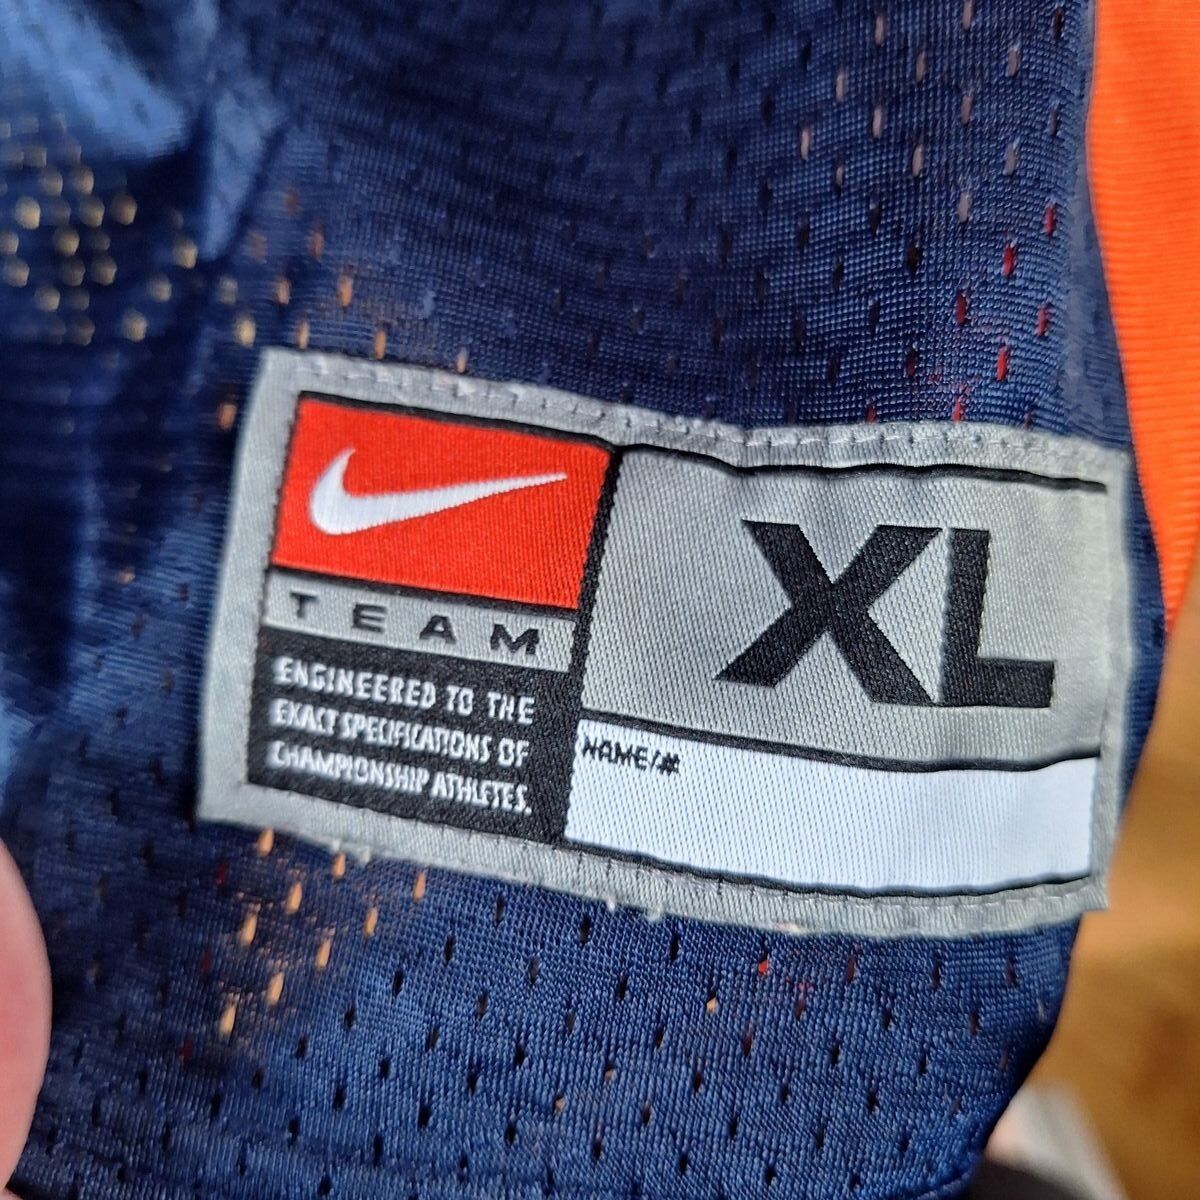 TEAM
ENGINEERED TO THE
EXACT SPECIFICATIONS OF
CHAMPIONSHIP ATHLETES.
XL
NAME/#